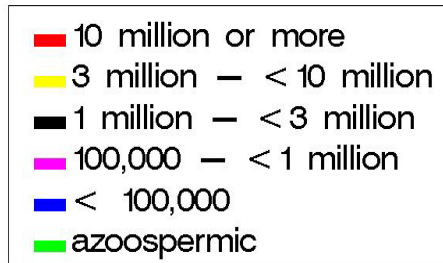 10 million or more
3 million – < 10 million
1 million – < 3 million
100,000 – < 1 million
< 100,000
azoospermic